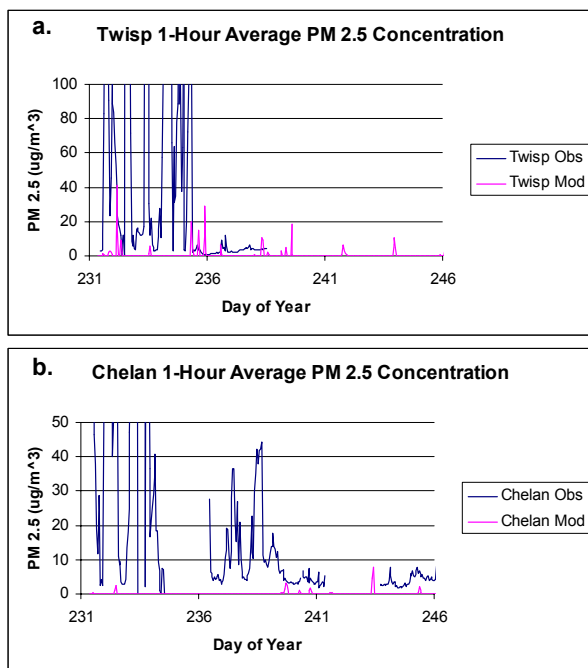 a.
Twisp 1-Hour Average PM 2.5 Concentration
PM 2.5 (ug/m^3)
100
80
60
40
20
0
231
236
241
246
Day of Year
Twisp Obs
Twisp Mod
b.
Chelan 1-Hour Average PM 2.5 Concentration
PM 2.5 (ug/m^3)
50
40
30
20
10
0
231
236
241
246
Day of Year
Chelan Obs
Chelan Mod